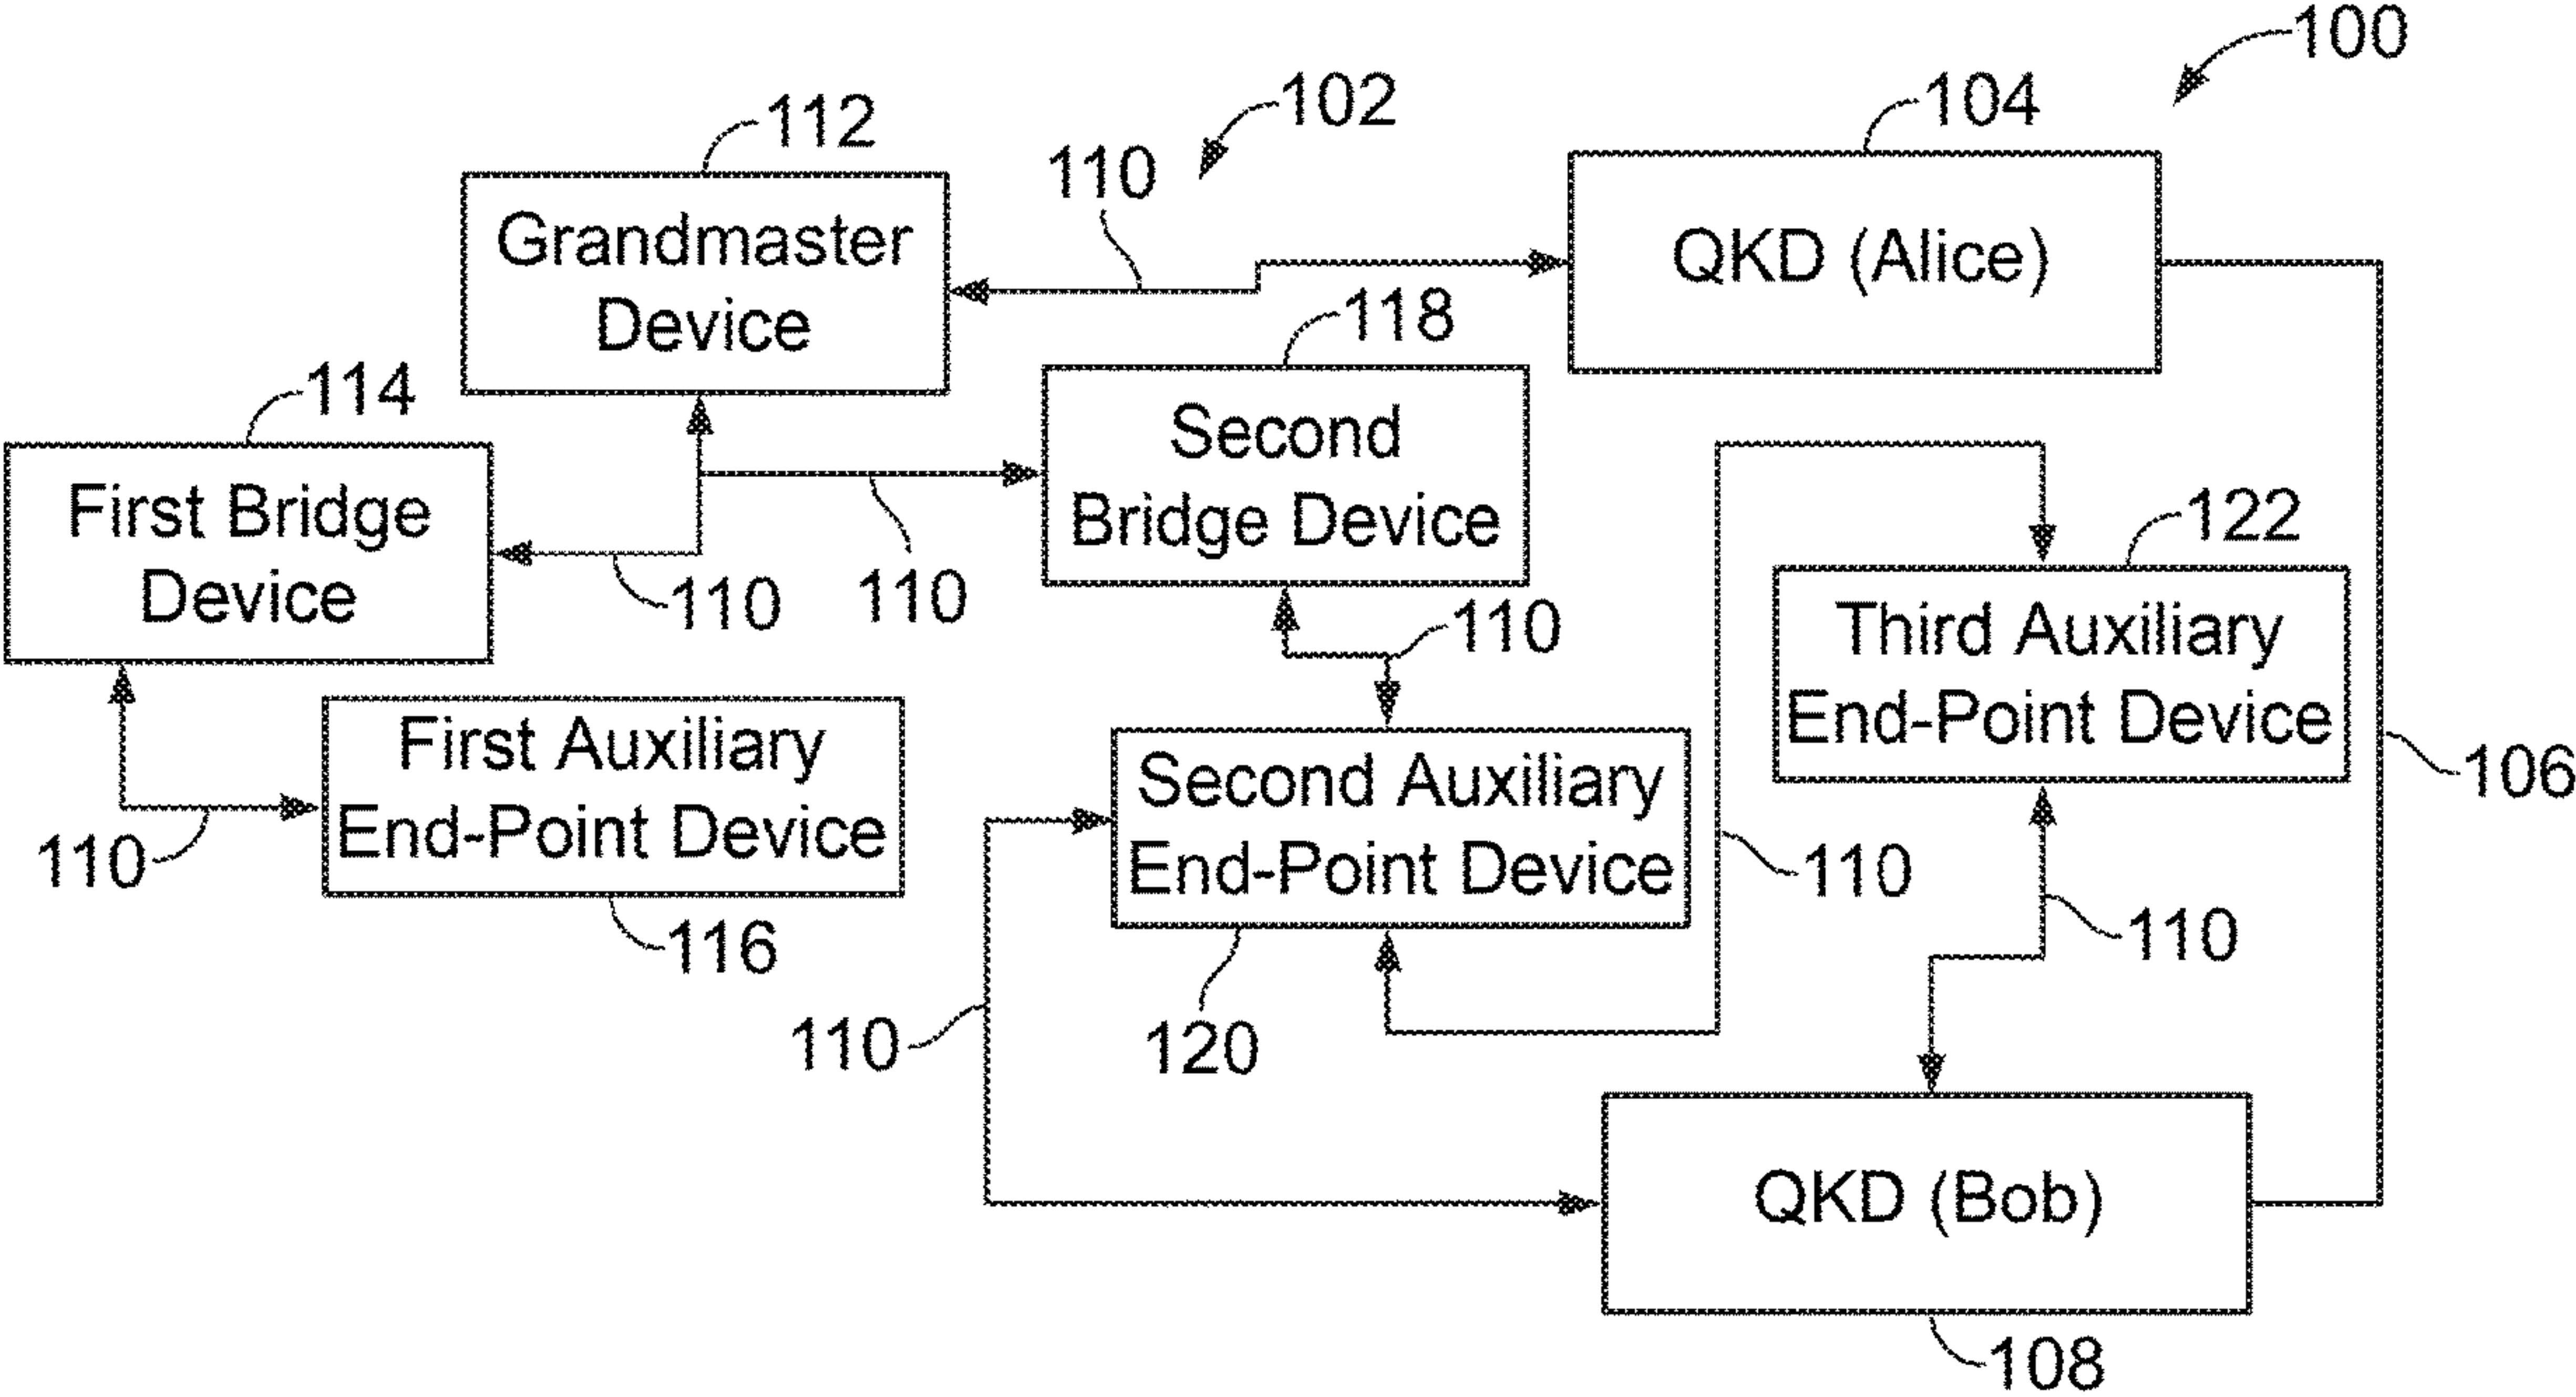 100
102
104
112
110
Grandmaster
Device
QKD (Alice)
118
114
Second
Bridge Device
First Bridge
Device
122
110
110
110
Third Auxiliary
End-Point Device
106
First Auxiliary
End-Point Device
Second Auxiliary
End-Point Device
110
110
116
110
110
120
QKD (Bob)
108